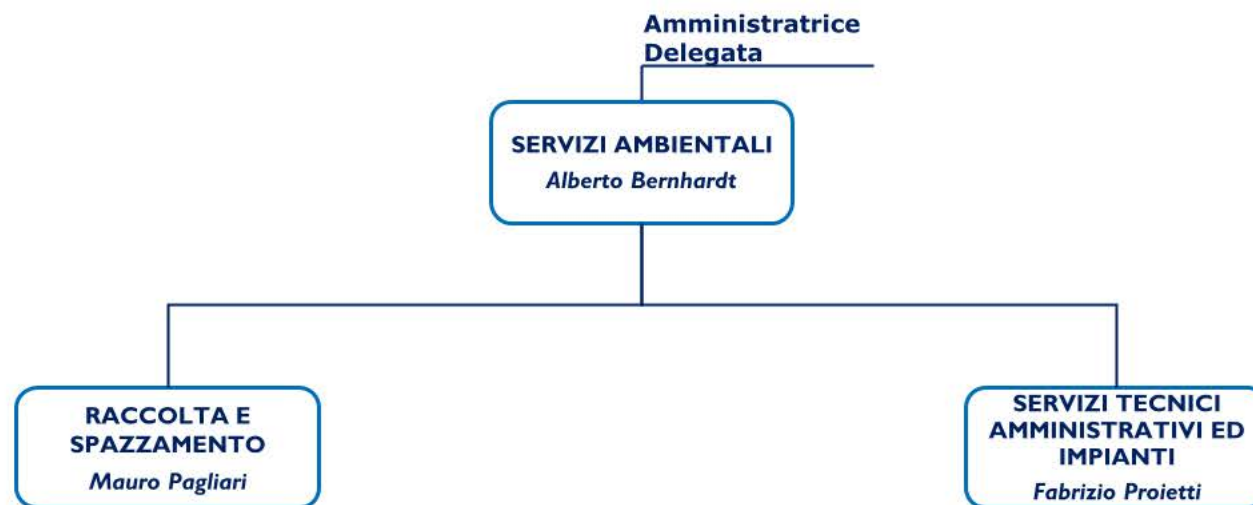 Amministratrice
Delegata
SERVIZI AMBIENTALI
Alberto Bernhardt
RACCOLTA E
SPAZZAMENTO
Mauro Pagliari
SERVIZI TECNICI
AMMINISTRATIVI ED
IMPIANTI
Fabrizio Proietti